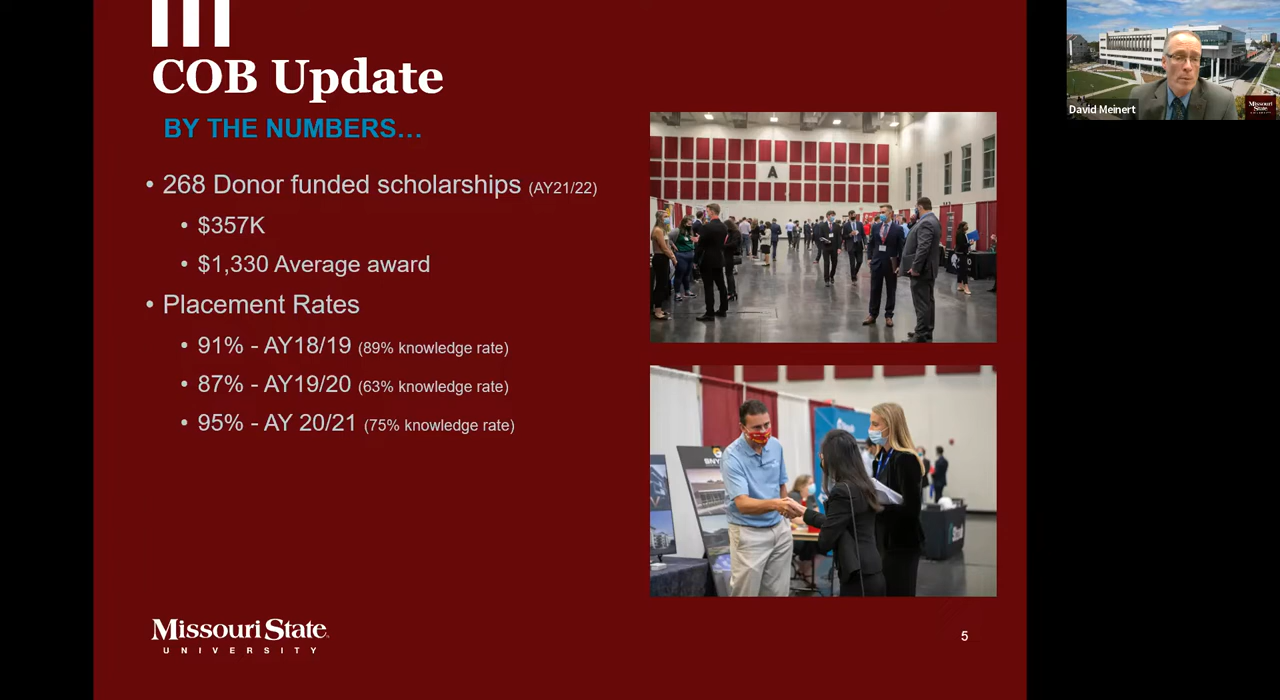 COB Update
BY THE NUMBERS...
• 268 Donor funded scholarships (AY21/22)
• $357K
• $1,330 Average award
• Placement Rates
• 91% - AY18/19 (89% knowledge rate)
• 87% - AY19/20 (63% knowledge rate)
• 95% - AY 20/21 (75% knowledge rate)
A
Missouri State
UNIVERSITY
5
David Meinert
Missouri State